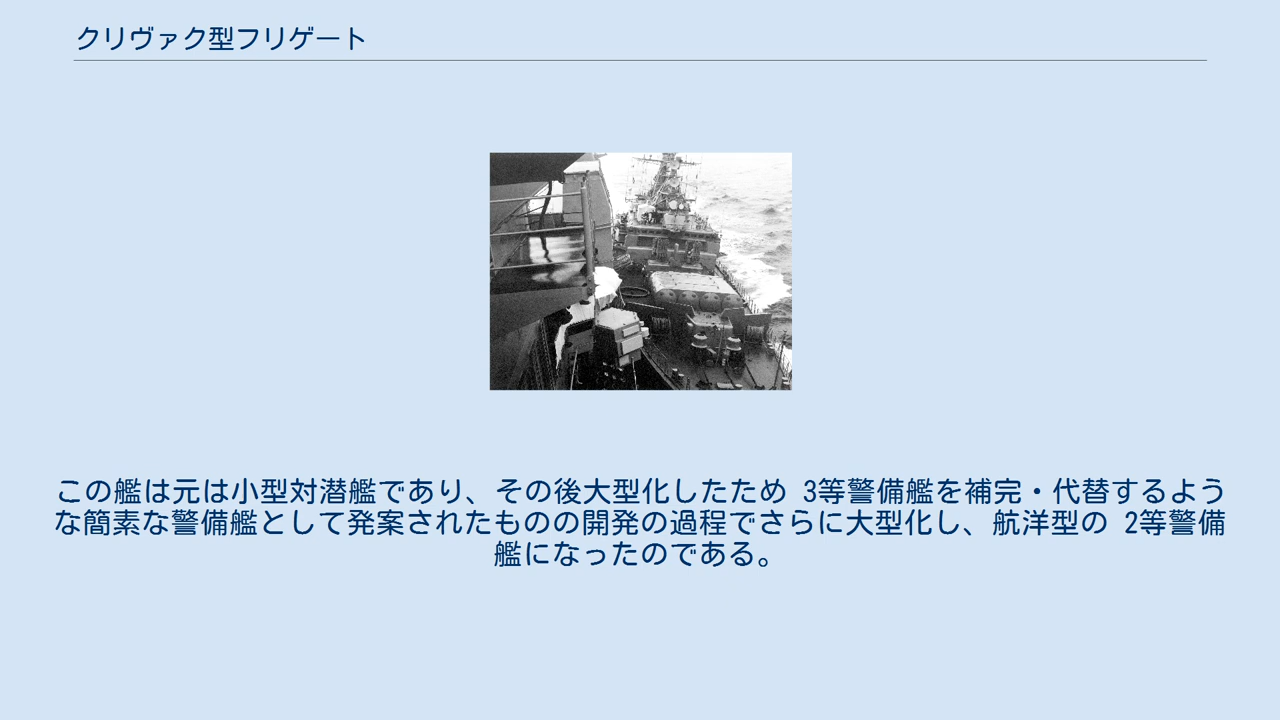 クリヴァク型フリゲート
この艦は元は小型対潜艦であり、その後大型化したため 3等警備艦を補完・代替するよう
な簡素な警備艦として発案されたものの開発の過程でさらに大型化し、航洋型の 2等警備
艦になったのである。